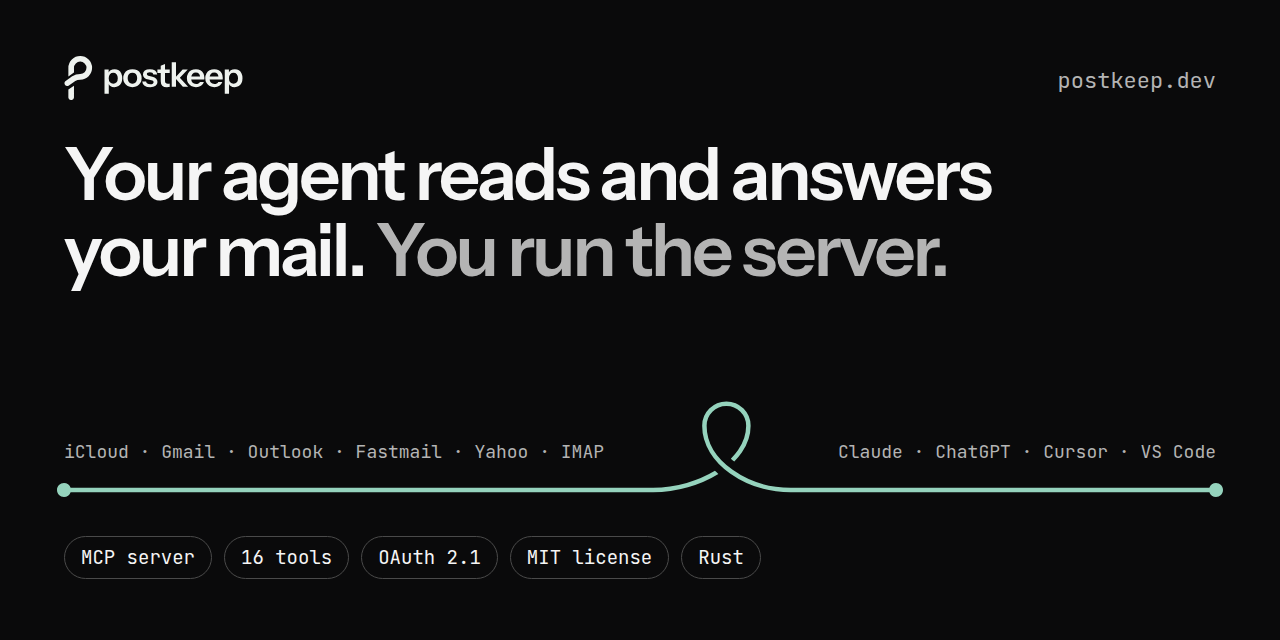 postkeep
postkeep.dev
Your agent reads and answers
your mail. You run the server.
iCloud · Gmail · Outlook · Fastmail · Yahoo · IMAP
Claude · ChatGPT · Cursor · VS Code
MCP server
16 tools
OAuth 2.1
MIT license
Rust